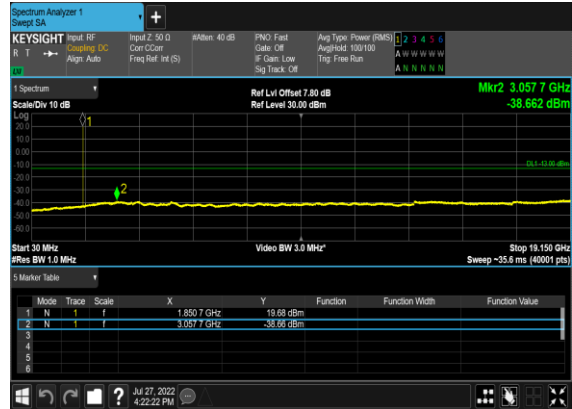 Spectrum Analyzer 1
Swept SA
KEYSIGHT Input: RF Input Z: 50 Ω #Atten: 40 dB PNO: Fast Avg Type: Power (RMS) 1 2 3 4 5 6
R T Coupling: DC Corr CCorr Gate: Off Avg|Hold: 100/100 A W W W W W
Align: Auto Freq Ref: Int (S) IF Gain: Low Trig: Free Run
Sig Track: Off A N N N N N
1 Spectrum Ref Lvl Offset 7.80 dB Mkr2 3.057 7 GHz
Scale/Div 10 dB Ref Level 30.00 dBm -38.662 dBm
Log
20.0
10.0
0.00
-10.0
DL1 -13.00 dBm
-20.0
-30.0
-40.0
-50.0
-60.0
1
2
Start 30 MHz Video BW 3.0 MHz* Stop 19.150 GHz
#Res BW 1.0 MHz Sweep ~35.6 ms (40001 pts)
5 Marker Table
Mode Trace Scale X Y Function Function Width Function Value
1 N 1 f 1.850 7 GHz 19.68 dBm
2 N 1 f 3.057 7 GHz -38.66 dBm
3
4
5
6
? Jul 27, 2022
4:22:22 PM